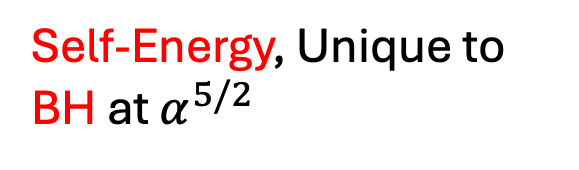 Self-Energy, Unique to
BH at α^{5/2}